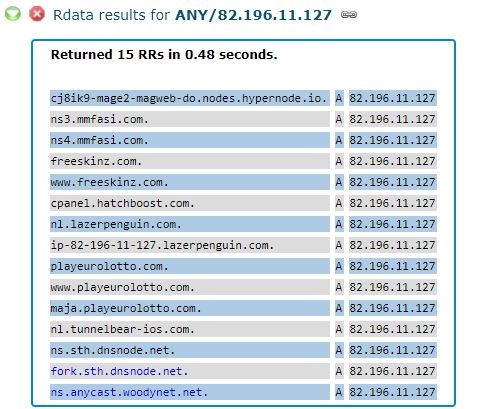 Rdata results for ANY/82.196.11.127
Returned 15 RRs in 0.48 seconds.
cj8ik9-mage2-magweb-do.nodes.hypernode.io. A 82.196.11.127
ns3.mmfasi.com. A 82.196.11.127
ns4.mmfasi.com. A 82.196.11.127
freeskinz.com. A 82.196.11.127
www.freeskinz.com. A 82.196.11.127
cpanel.hatchboost.com. A 82.196.11.127
nl.lazerpenguin.com. A 82.196.11.127
ip-82-196-11-127.lazerpenguin.com. A 82.196.11.127
playeurolotto.com. A 82.196.11.127
www.playeurolotto.com. A 82.196.11.127
maja.playeurolotto.com. A 82.196.11.127
nl.tunnelbear-ios.com. A 82.196.11.127
ns.sth.dnsnode.net. A 82.196.11.127
fork.sth.dnsnode.net. A 82.196.11.127
ns.anycast.woodynet.net. A 82.196.11.127